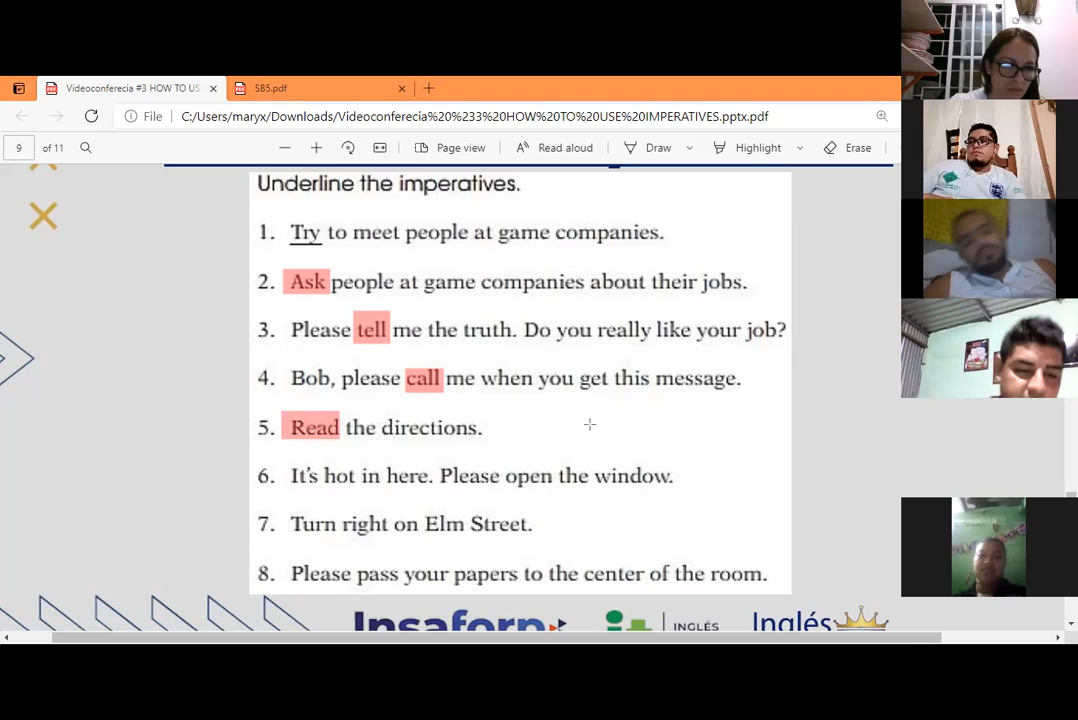 Videoconferecia #3 HOW TO US
SB5.pdf
File
C:/Users/maryx/Downloads/Videoconferecia%20%233%20HOW%20TO%20USE%20IMPERATIVES.pptx.pdf
9 of 11
Page view
Read aloud
Draw
Highlight
Erase
Underline the imperatives.
1. Try to meet people at game companies.
2. Ask people at game companies about their jobs.
3. Please tell me the truth. Do you really like your job?
4. Bob, please call me when you get this message.
5. Read the directions.
6. It's hot in here. Please open the window.
7. Turn right on Elm Street.
8. Please pass your papers to the center of the room.
Insaforp
INGLÉS
Inglés